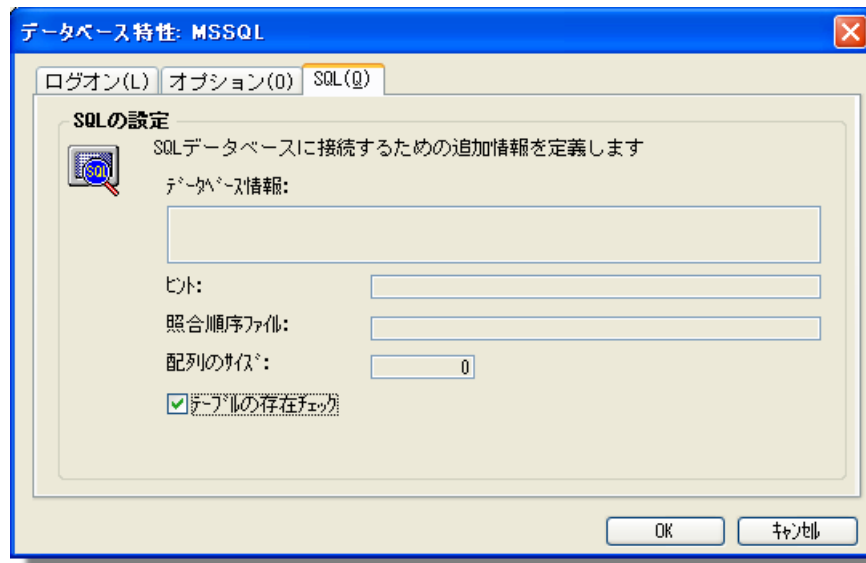 データベース特性: MSSQL
ログオン(L) オプション(O) SQL(Q)
SQLの設定
SQLデータベースに接続するための追加情報を定義します
SQL
ﾃﾞｰﾀﾍﾞｰｽ情報:
ﾋﾝﾄ:
照合順序ﾌｧｲﾙ:
配列のｻｲｽﾞ: 0
ﾃｰﾌﾞﾙの存在ﾁｪｯｸ
OK ｷｬﾝｾﾙ